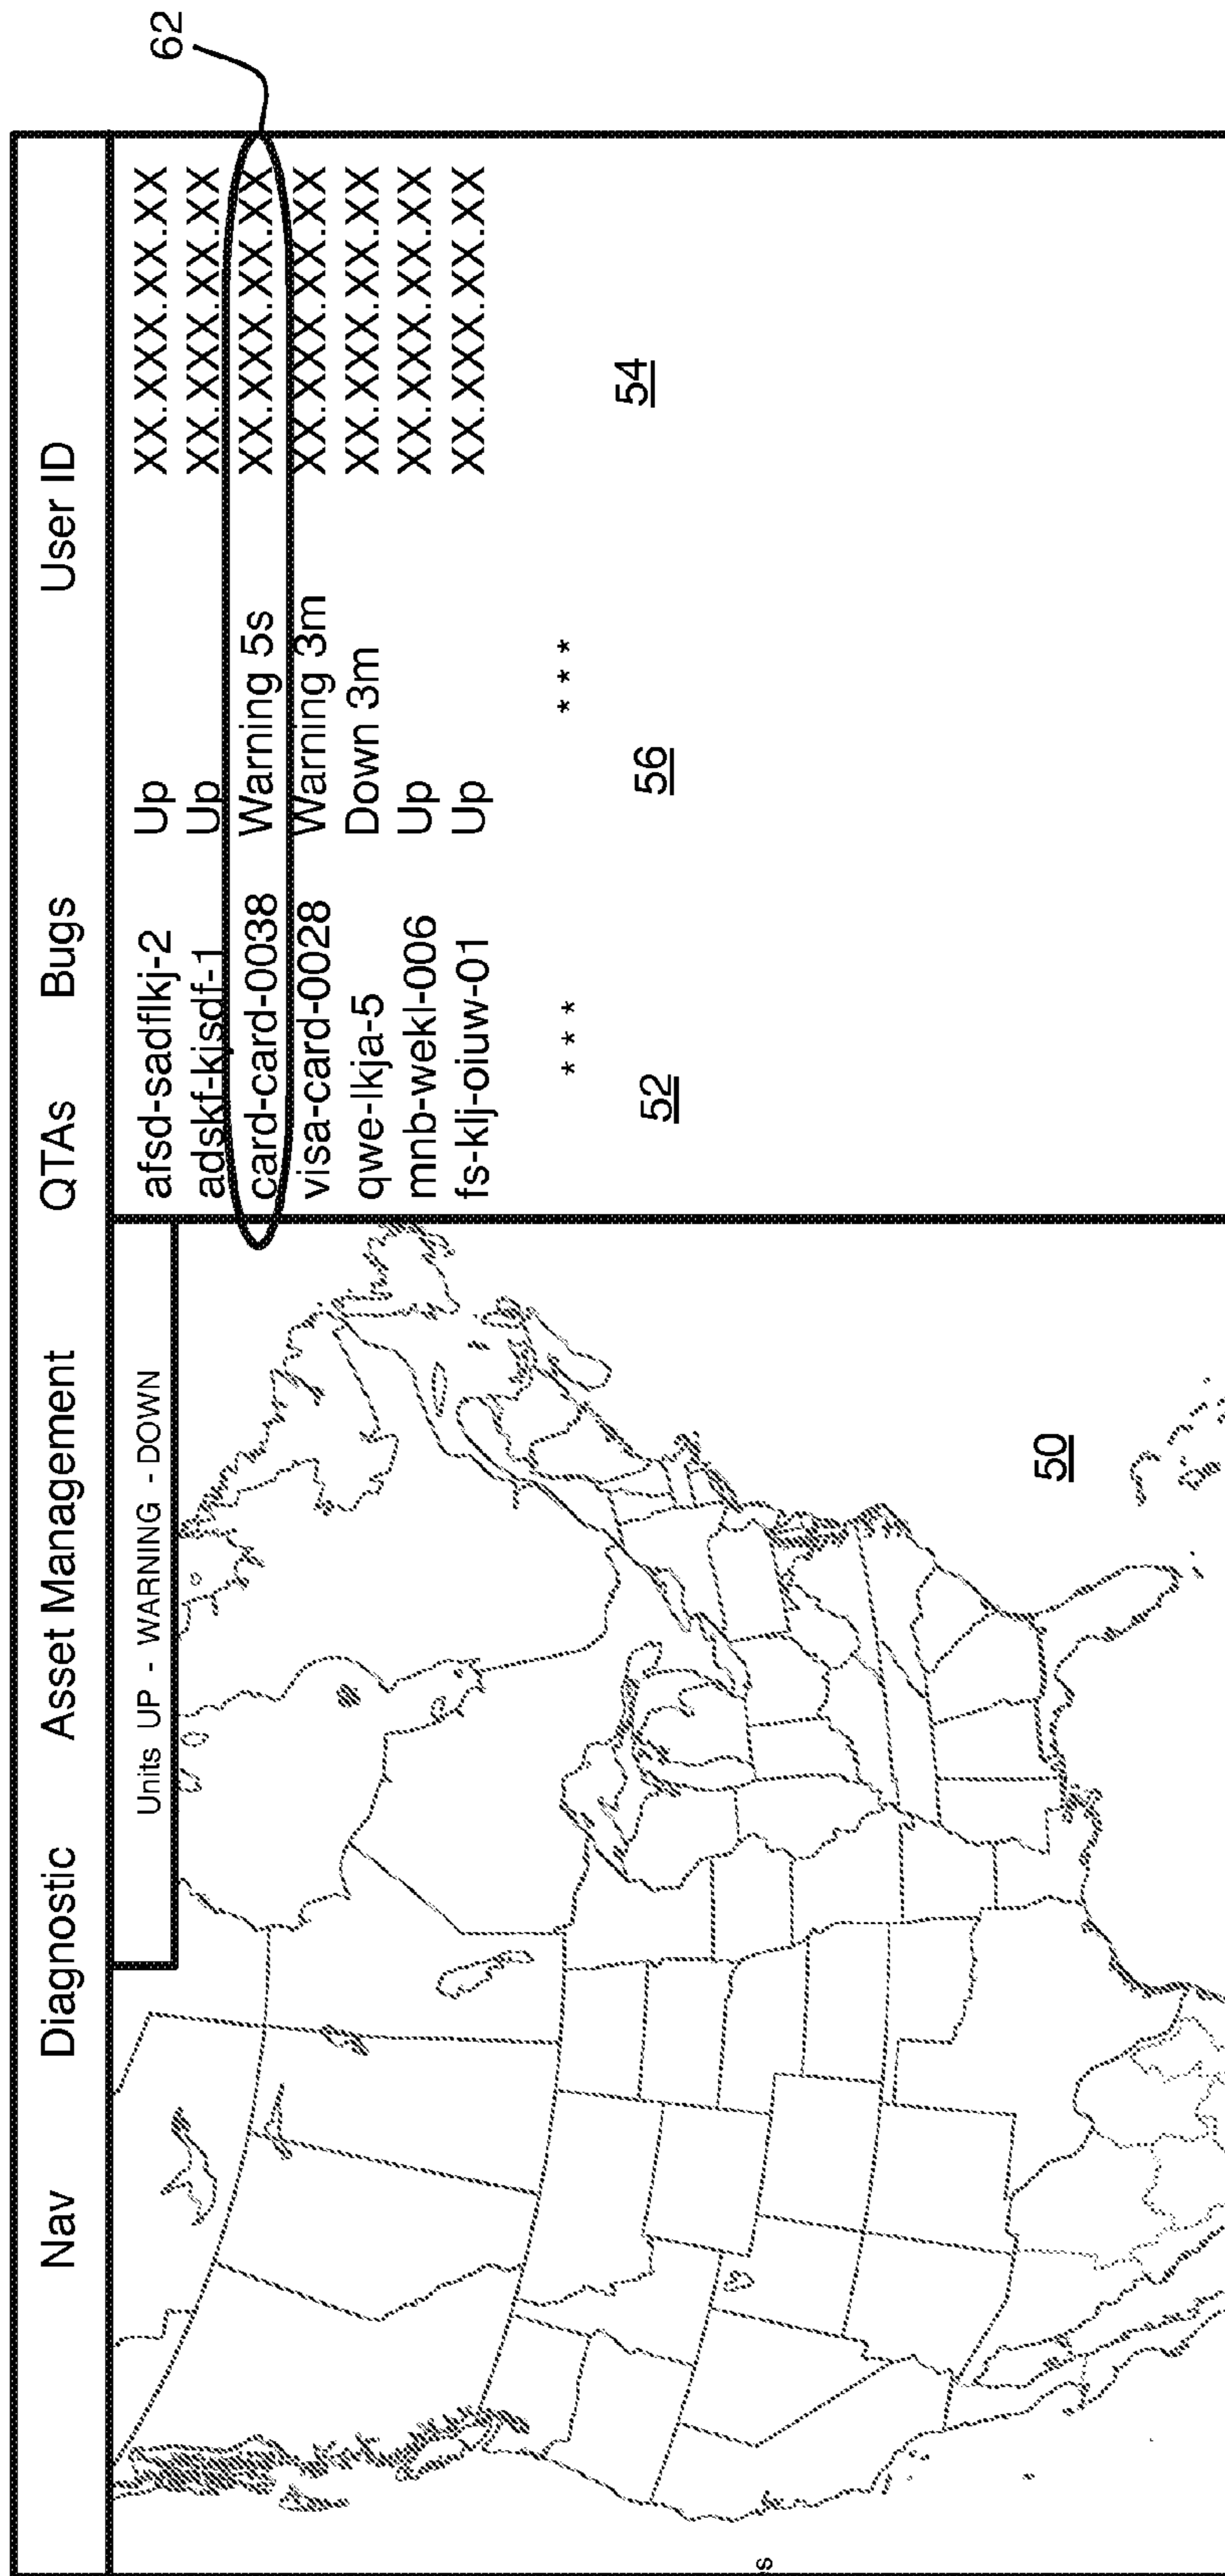 Nav Diagnostic Asset Management QTAs Bugs User ID
Units UP - WARNING - DOWN
afsd-sadflkj-2 Up XX.XXX.XX.XX
adskf-kjsdf-1 Up XX.XXX.XX.XX
card-card-0038 Warning 5s XX.XXX.XX.XX
visa-card-0028 Warning 3m XX.XXX.XX.XX
qwe-lkja-5 Down 3m XX.XXX.XX.XX
mnb-wekl-006 Up XX.XXX.XX.XX
fs-klj-oiuw-01 Up XX.XXX.XX.XX
* * * * * *
52 56 54
50
62
s